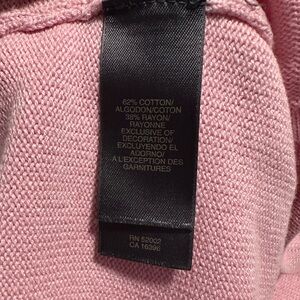 62% COTTON/
ALGODON/COTON
38% RAYON/
RAYONNE
EXCLUSIVE OF
DECORATION/
EXCLUYENDO EL
ADORNO/
A L'EXCEPTION DES
GARNITURES
RN 52002
CA 16396